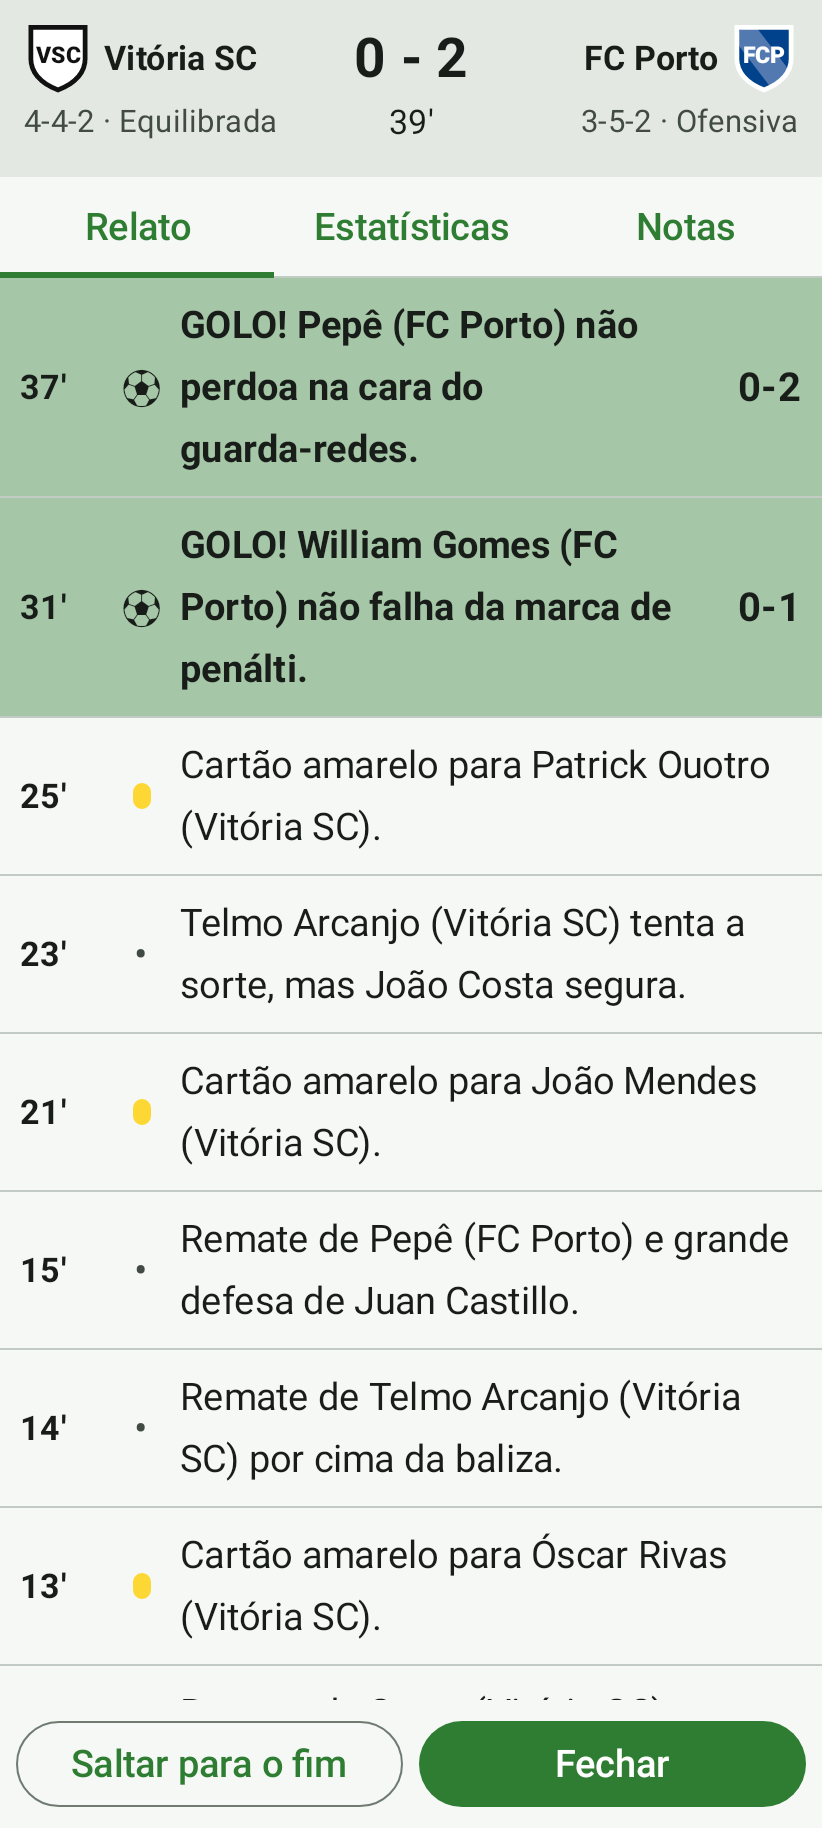 VSC Vitória SC 0 - 2 FC Porto FCP
4-4-2 · Equilibrada 39' 3-5-2 · Ofensiva
Relato Estatísticas Notas
GOLO! Pepê (FC Porto) não
37' perdoa na cara do 0-2
guarda-redes.
GOLO! William Gomes (FC
31' Porto) não falha da marca de 0-1
penálti.
25' Cartão amarelo para Patrick Ouotro
(Vitória SC).
23' Telmo Arcanjo (Vitória SC) tenta a
sorte, mas João Costa segura.
21' Cartão amarelo para João Mendes
(Vitória SC).
15' Remate de Pepê (FC Porto) e grande
defesa de Juan Castillo.
14' Remate de Telmo Arcanjo (Vitória
SC) por cima da baliza.
13' Cartão amarelo para Óscar Rivas
(Vitória SC).
Saltar para o fim Fechar